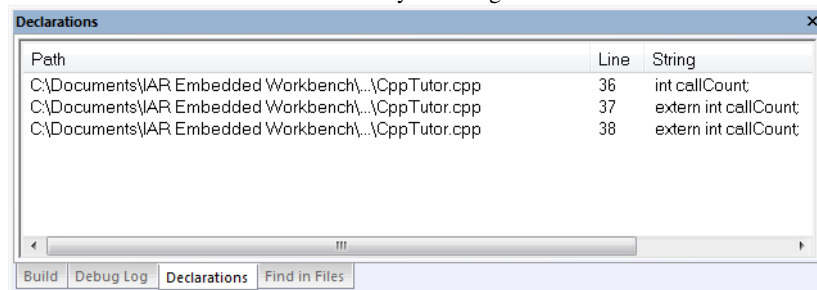 Declarations x
Path Line String
C:\Documents\IAR Embedded Workbench\...\CppTutor.cpp 36 int callCount;
C:\Documents\IAR Embedded Workbench\...\CppTutor.cpp 37 extern int callCount;
C:\Documents\IAR Embedded Workbench\...\CppTutor.cpp 38 extern int callCount;
Build Debug Log Declarations Find in Files